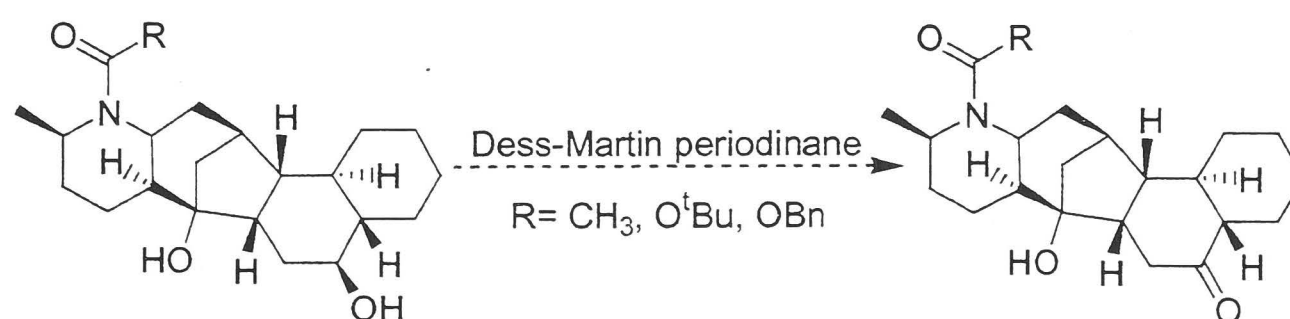 O R
N
H
H
H
HO
H
H
OH
Dess-Martin periodinane
R= CH₃, OᵗBu, OBn
O R
N
H
H
H
HO
H
H
O